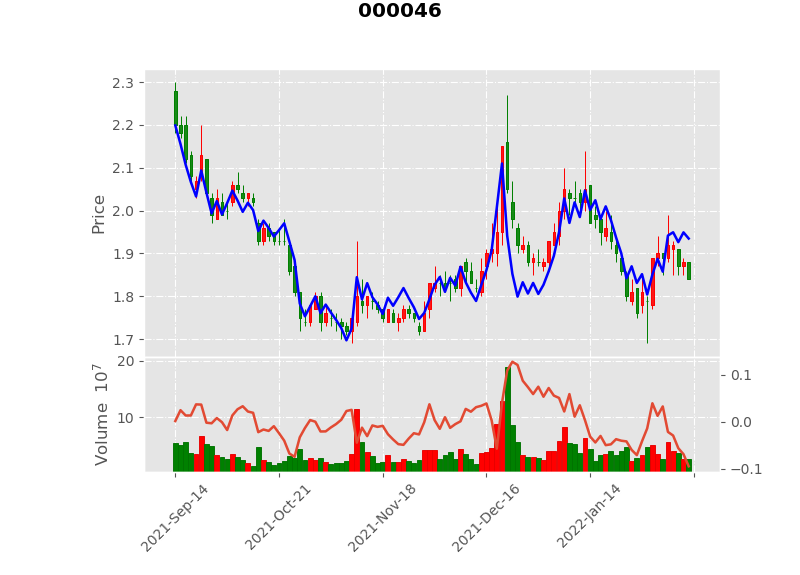 000046
Price
2.3
2.2
2.1
2.0
1.9
1.8
1.7
Volume 10^7
20
10
0.1
0.0
−0.1
2021-Sep-14
2021-Oct-21
2021-Nov-18
2021-Dec-16
2022-Jan-14